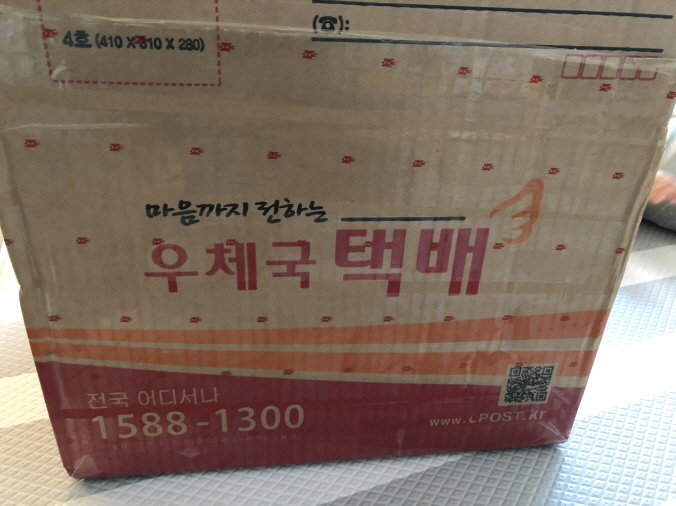 (☎):
4호 (410 X 310 X 280)
마음까지 전하는
우체국 택배
전국 어디서나
1588-1300
www.ePOST.kr